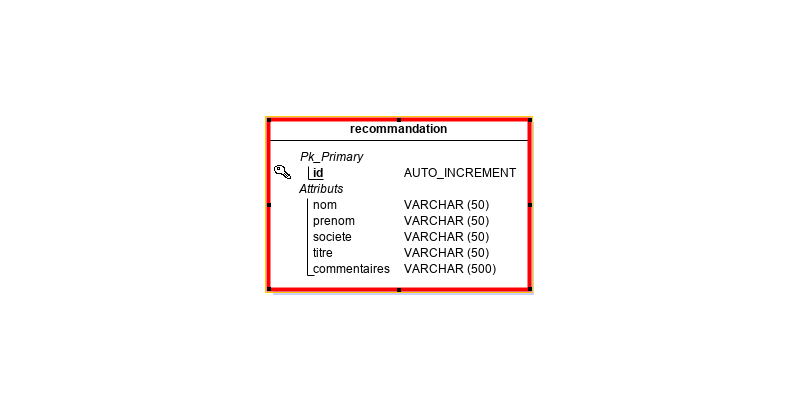 recommandation
Pk_Primary
id AUTO_INCREMENT
Attributs
nom VARCHAR (50)
prenom VARCHAR (50)
societe VARCHAR (50)
titre VARCHAR (50)
commentaires VARCHAR (500)